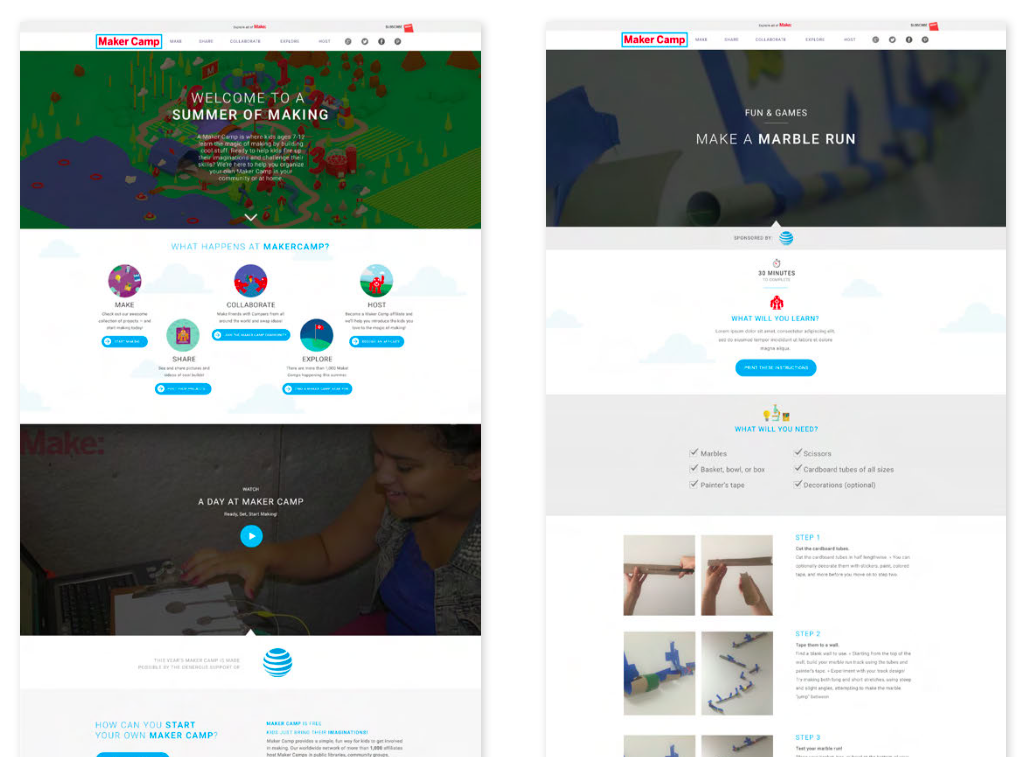 Make:
SUBSCRIBE
Maker Camp
MAKE
SHARE
COLLABORATE
EXPLORE
HOST
WELCOME TO A
SUMMER OF MAKING
A Maker Camp is where kids ages 7-12
learn the magic of making by building
cool stuff. Ready to help kids fire up
their imaginations and challenge their
skills? We're here to help you organize
your own Maker Camp in your
community or at home.
WHAT HAPPENS AT MAKERCAMP?
MAKE
Check out our awesome
collection of projects — and
start making today!
START MAKING
COLLABORATE
Make friends with Campers from all
around the world and swap ideas!
JOIN THE MAKER CAMP COMMUNITY
HOST
Become a Maker Camp affiliate and
we'll help you introduce the kids you
love to the magic of making!
BECOME AN AFFILIATE
SHARE
See and share pictures and
videos of cool builds!
EXPLORE
There are more than 1,000 Maker
Camps happening this summer.
Make:
WATCH
A DAY AT MAKER CAMP
Ready, Set, Start Making!
THIS YEAR'S MAKER CAMP IS MADE
POSSIBLE BY THE GENEROUS SUPPORT OF
HOW CAN YOU START
YOUR OWN MAKER CAMP?
MAKER CAMP IS FREE
KIDS JUST BRING THEIR IMAGINATIONS!
Maker Camp provides a simple, fun way for kids to get involved
in making. Our worldwide network of more than 1,000 affiliates
host Maker Camps in public libraries, community groups,
Make:
SUBSCRIBE
Maker Camp
MAKE
SHARE
COLLABORATE
EXPLORE
HOST
FUN & GAMES
MAKE A MARBLE RUN
SPONSORED BY
30 MINUTES
TO COMPLETE
WHAT WILL YOU LEARN?
Lorem ipsum dolor sit amet, consectetur adipiscing elit,
sed do eiusmod tempor incididunt ut labore et dolore
magna aliqua.
PRINT THESE INSTRUCTIONS
WHAT WILL YOU NEED?
Marbles
Scissors
Basket, bowl, or box
Cardboard tubes of all sizes
Painter's tape
Decorations (optional)
STEP 1
Cut the cardboard tubes.
Cut the cardboard tubes in half lengthwise. » You can
optionally decorate them with stickers, paint, colored
tape, and more before you move on to step two.
STEP 2
Tape them to a wall.
Find a blank wall to use. » Starting from the top of the
wall, build your marble run track using the tubes and
painter's tape. » Experiment with your track design!
Try making both long and short stretches, using steep
and slight angles, attempting to make the marble
"jump" between
STEP 3
Test your marble run!